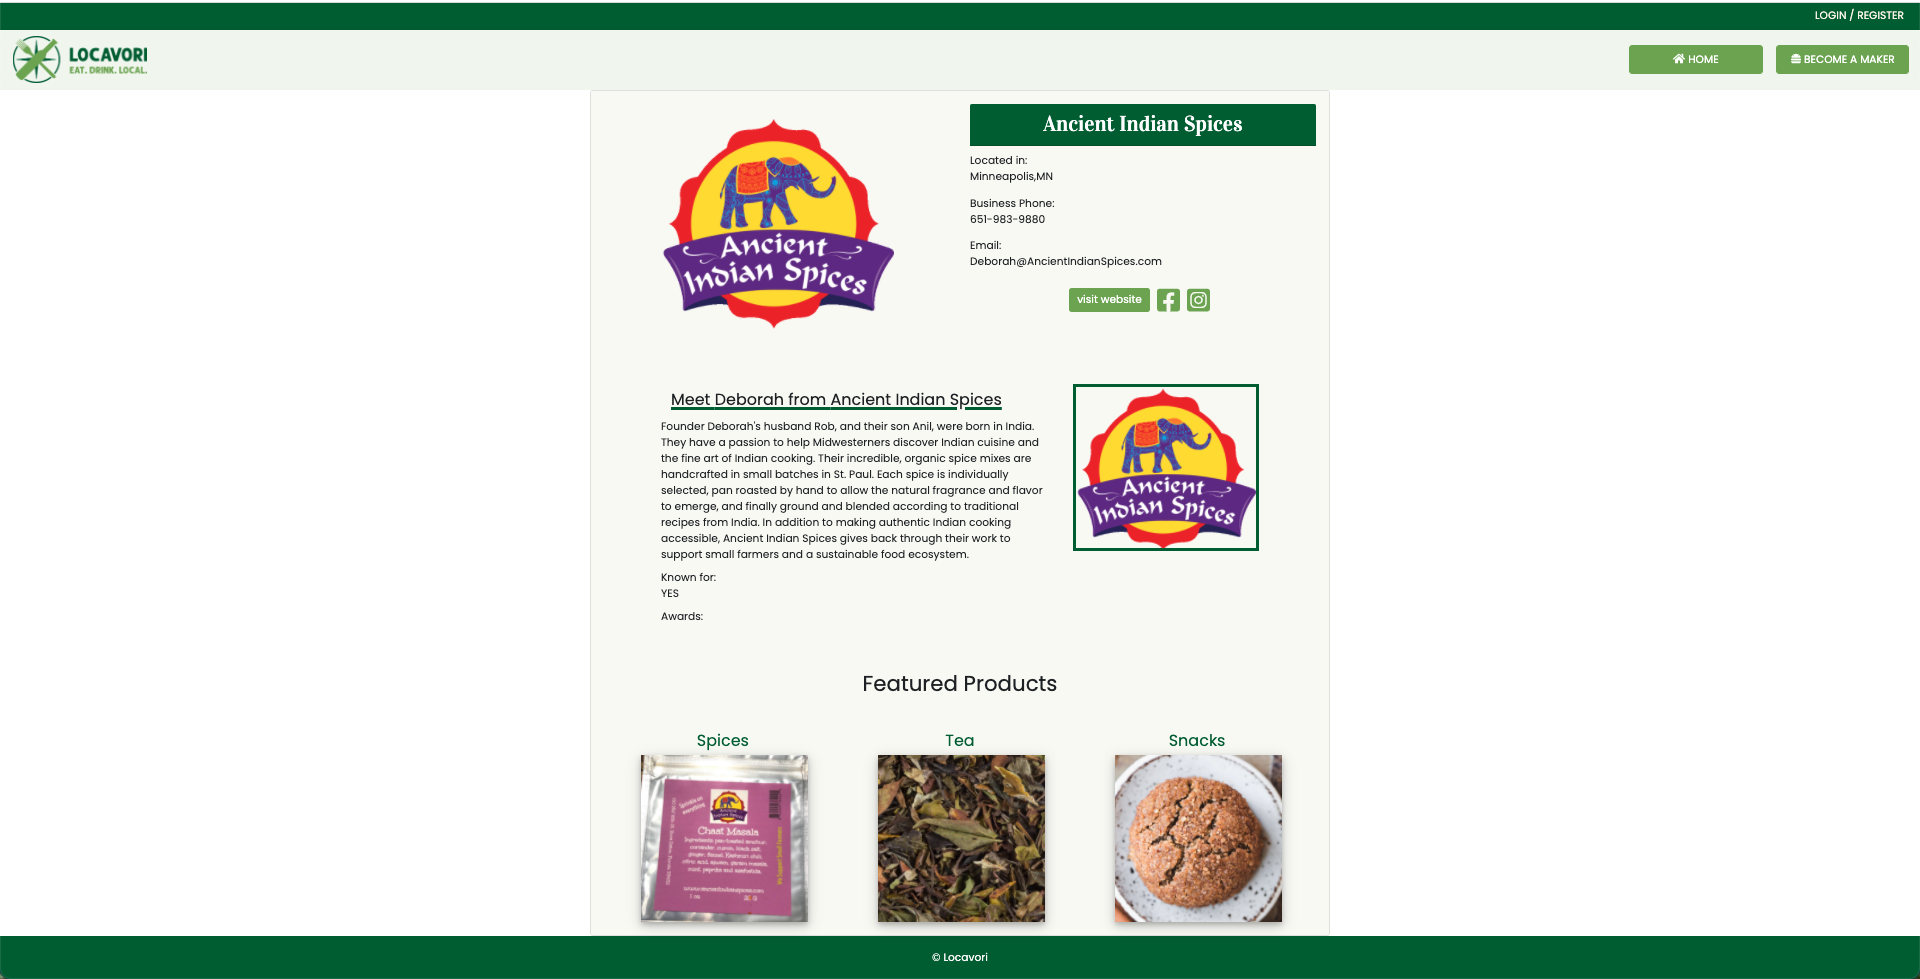 LOGIN / REGISTER
LOCAVORI
EAT. DRINK. LOCAL.
HOME
BECOME A MAKER
Ancient
Indian Spices
Ancient Indian Spices
Located in:
Minneapolis,MN
Business Phone:
651-983-9880
Email:
Deborah@AncientIndianSpices.com
visit website
Meet Deborah from Ancient Indian Spices
Founder Deborah's husband Rob, and their son Anil, were born in India.
They have a passion to help Midwesterners discover Indian cuisine and
the fine art of Indian cooking. Their incredible, organic spice mixes are
handcrafted in small batches in St. Paul. Each spice is individually
selected, pan roasted by hand to allow the natural fragrance and flavor
to emerge, and finally ground and blended according to traditional
recipes from India. In addition to making authentic Indian cooking
accessible, Ancient Indian Spices gives back through their work to
support small farmers and a sustainable food ecosystem.
Ancient
Indian Spices
Known for:
YES
Awards:
Featured Products
Spices
Tea
Snacks
Ancient
Indian Spices
Chaat Masala
© Locavori